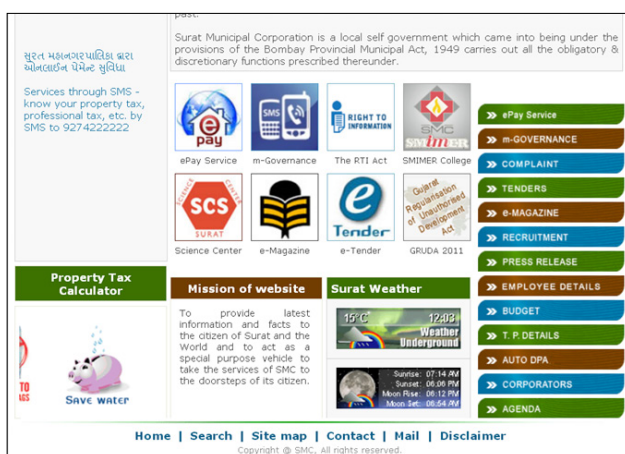 past.
Surat Municipal Corporation is a local self government which came into being under the
provisions of the Bombay Provincial Municipal Act, 1949 carries out all the obligatory &
discretionary functions prescribed thereunder.
સુરત મહાનગરપાલિકા દ્વારા
ઓનલાઈન પેમેન્ટ સુવિધા
Services through SMS -
know your property tax,
professional tax, etc. by
SMS to 9274222222
e
pay
ePay Service
SMS
m-Governance
RIGHT TO
INFORMATION
The RTI Act
SMC
SMIMER
SMIMER College
SCIENCE CENTER
SCS
SURAT
Science Center
e-Magazine
e
Tender
e-Tender
Gujarat
Regularisation
of Unauthorised
Development
Act
GRUDA 2011
ePay Service
m-GOVERNANCE
COMPLAINT
TENDERS
e-MAGAZINE
RECRUITMENT
PRESS RELEASE
EMPLOYEE DETAILS
BUDGET
T. P. DETAILS
AUTO DPA
CORPORATORS
AGENDA
Property Tax
Calculator
TO
AGS
SAVE WATER
Mission of website
To provide latest
information and facts to
the citizen of Surat and the
World and to act as a
special purpose vehicle to
take the services of SMC to
the doorsteps of its citizen.
Surat Weather
15°C 12:03
Weather
Underground
Sunrise: 07:14 AM
Sunset: 06:06 PM
Moon Rise: 06:12 PM
Moon Set: 06:54 AM
Home | Search | Site map | Contact | Mail | Disclaimer
Copyright @ SMC, All rights reserved.